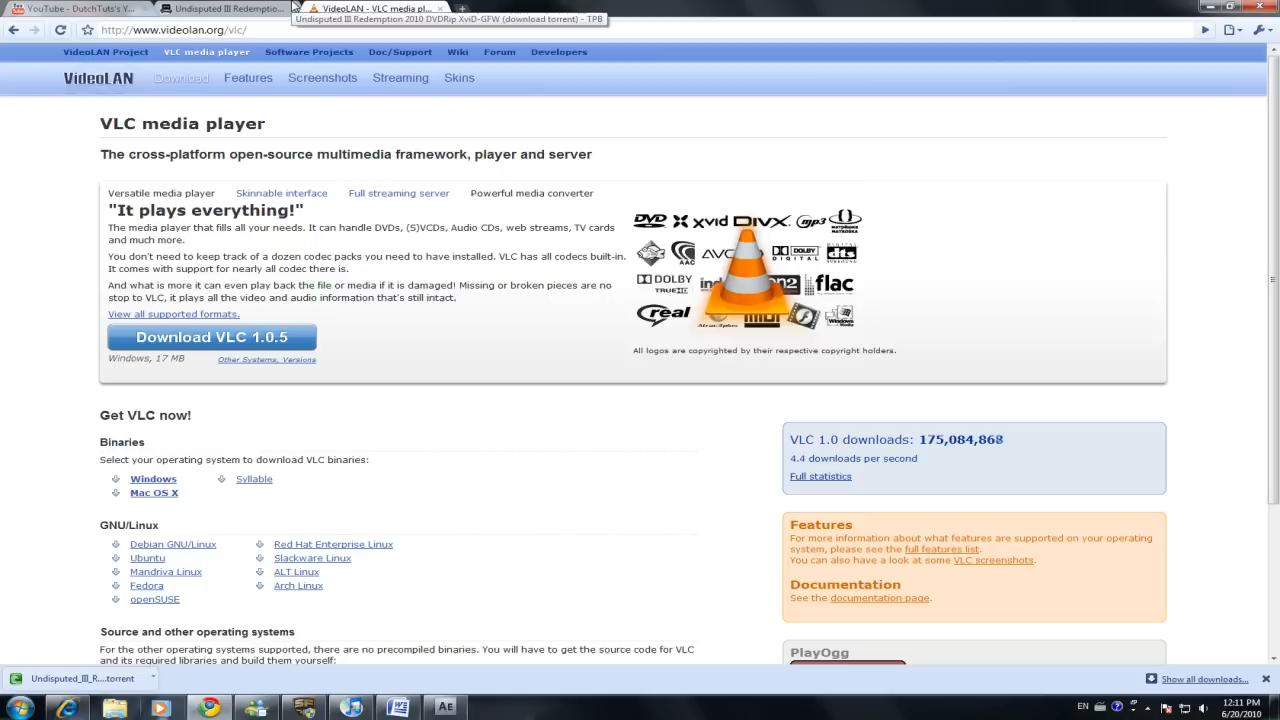 YouTube - DutchTuts's Y...
Undisputed III Redemptio...
VideoLAN - VLC media pl...
Undisputed III Redemption 2010 DVDRip XviD-GFW (download torrent) - TPB
http://www.videolan.org/vlc/
VideoLAN Project VLC media player Software Projects Doc/Support Wiki Forum Developers
VideoLAN Download Features Screenshots Streaming Skins
VLC media player
The cross-platform open-source multimedia framework, player and server
Versatile media player Skinnable interface Full streaming server Powerful media converter
"It plays everything!"
The media player that fills all your needs. It can handle DVDs, (S)VCDs, Audio CDs, web streams, TV cards
and much more.
You don't need to keep track of a dozen codec packs you need to have installed. VLC has all codecs built-in.
It comes with support for nearly all codec there is.
And what is more it can even play back the file or media if it is damaged! Missing or broken pieces are no
stop to VLC, it plays all the video and audio information that's still intact.
View all supported formats.
Download VLC 1.0.5
Windows, 17 MB Other Systems, Versions
DVD xvid DIVX mp3 MATROSKA
AAC AVC DOLBY DIGITAL dts
DOLBY TRUEHD flac
real MIDI
All logos are copyrighted by their respective copyright holders.
Get VLC now!
Binaries
Select your operating system to download VLC binaries:
Windows Syllable
Mac OS X
GNU/Linux
Debian GNU/Linux Red Hat Enterprise Linux
Ubuntu Slackware Linux
Mandriva Linux ALT Linux
Fedora Arch Linux
openSUSE
Source and other operating systems
For the other operating systems supported, there are no precompiled binaries. You will have to get the source code for VLC
and its required libraries and build them yourself:
VLC 1.0 downloads:
4.4 downloads per second
Full statistics
Features
For more information about what features are supported on your operating
system, please see the full features list.
You can also have a look at some VLC screenshots.
Documentation
See the documentation page.
PlayOgg
Undisputed_III_R....torrent
Show all downloads...
EN
12:11 PM
6/20/2010
Ae